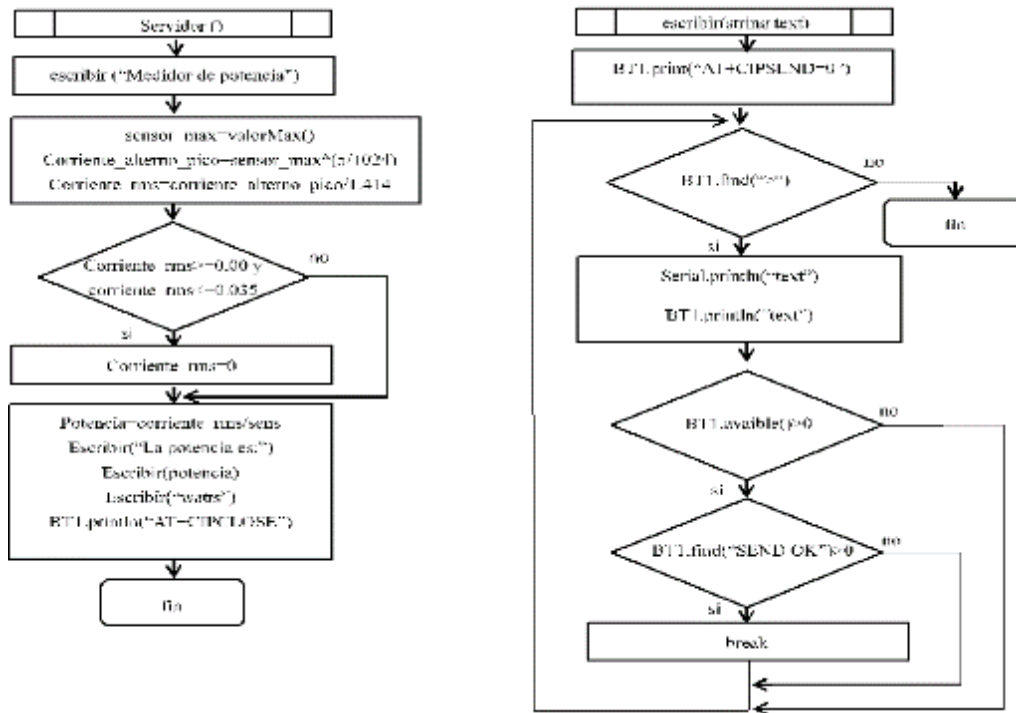 Servidor ()
escribir ("Medidor de potencia")
sensor_max=valorMax()
Corriente_alterno_pico=sensor_max*(5/1024)
Corriente_rms=corriente_alterno_pico/1.414
Corriente_rms>=0.00 y
corriente_rms<=0.035
no
si
Corriente_rms=0
Potencia=corriente_rms/sens
Escribir("La potencia es:")
Escribir(potencia)
Escribir("watts")
BT1.println("AT+CIPCLOSE")
fin
escribir(string text)
BT1.print("AT+CIPSEND=0,")
BT1.find(">")
no
fin
si
Serial.println("text")
BT1.println("text")
BT1.avaible()>0
no
si
BT1.find("SEND OK")>0
no
si
break